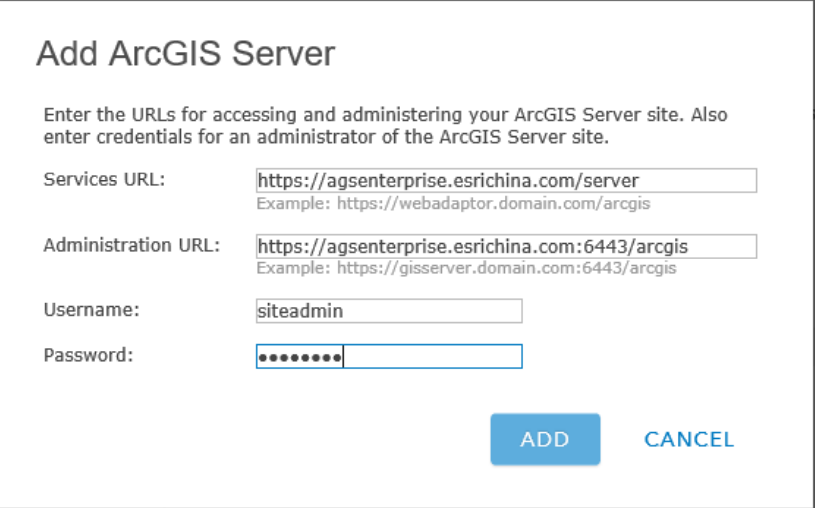 Add ArcGIS Server
Enter the URLs for accessing and administering your ArcGIS Server site. Also
enter credentials for an administrator of the ArcGIS Server site.
Services URL: https://agsenterprise.esrichina.com/server
Example: https://webadaptor.domain.com/arcgis
Administration URL: https://agsenterprise.esrichina.com:6443/arcgis
Example: https://gisserver.domain.com:6443/arcgis
Username: siteadmin
Password: ••••••••
ADD CANCEL